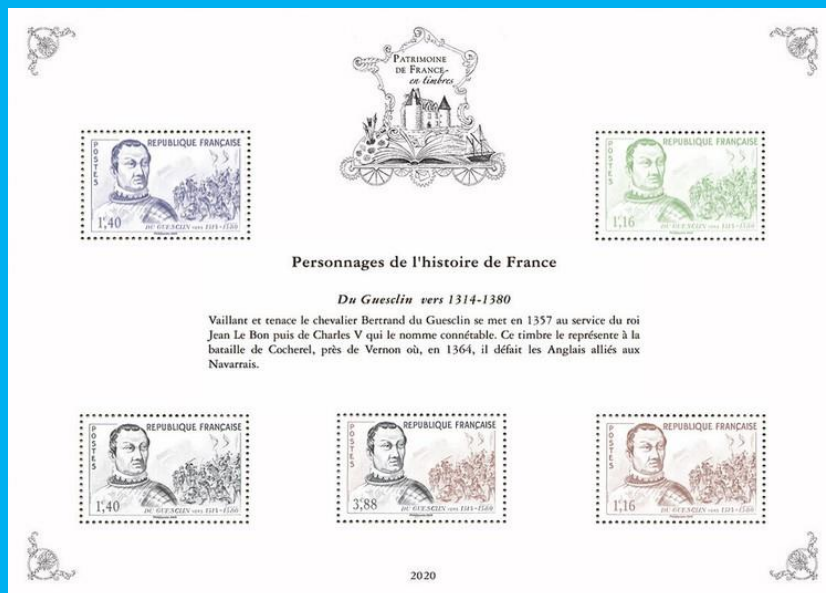 PATRIMOINE
DE FRANCE
en timbres
POSTES
REPUBLIQUE FRANÇAISE
1€,40
DU GUESCLIN vers 1314-1380
POSTES
REPUBLIQUE FRANÇAISE
1€,16
DU GUESCLIN vers 1314-1380
Personnages de l'histoire de France
Du Guesclin vers 1314-1380
Vaillant et tenace le chevalier Bertrand du Guesclin se met en 1357 au service du roi
Jean Le Bon puis de Charles V qui le nomme connétable. Ce timbre le représente à la
bataille de Cocherel, près de Vernon où, en 1364, il défait les Anglais alliés aux
Navarrais.
POSTES
REPUBLIQUE FRANÇAISE
1€,40
DU GUESCLIN vers 1314-1380
POSTES
REPUBLIQUE FRANÇAISE
3€,88
DU GUESCLIN vers 1314-1380
POSTES
REPUBLIQUE FRANÇAISE
1€,16
DU GUESCLIN vers 1314-1380
2020